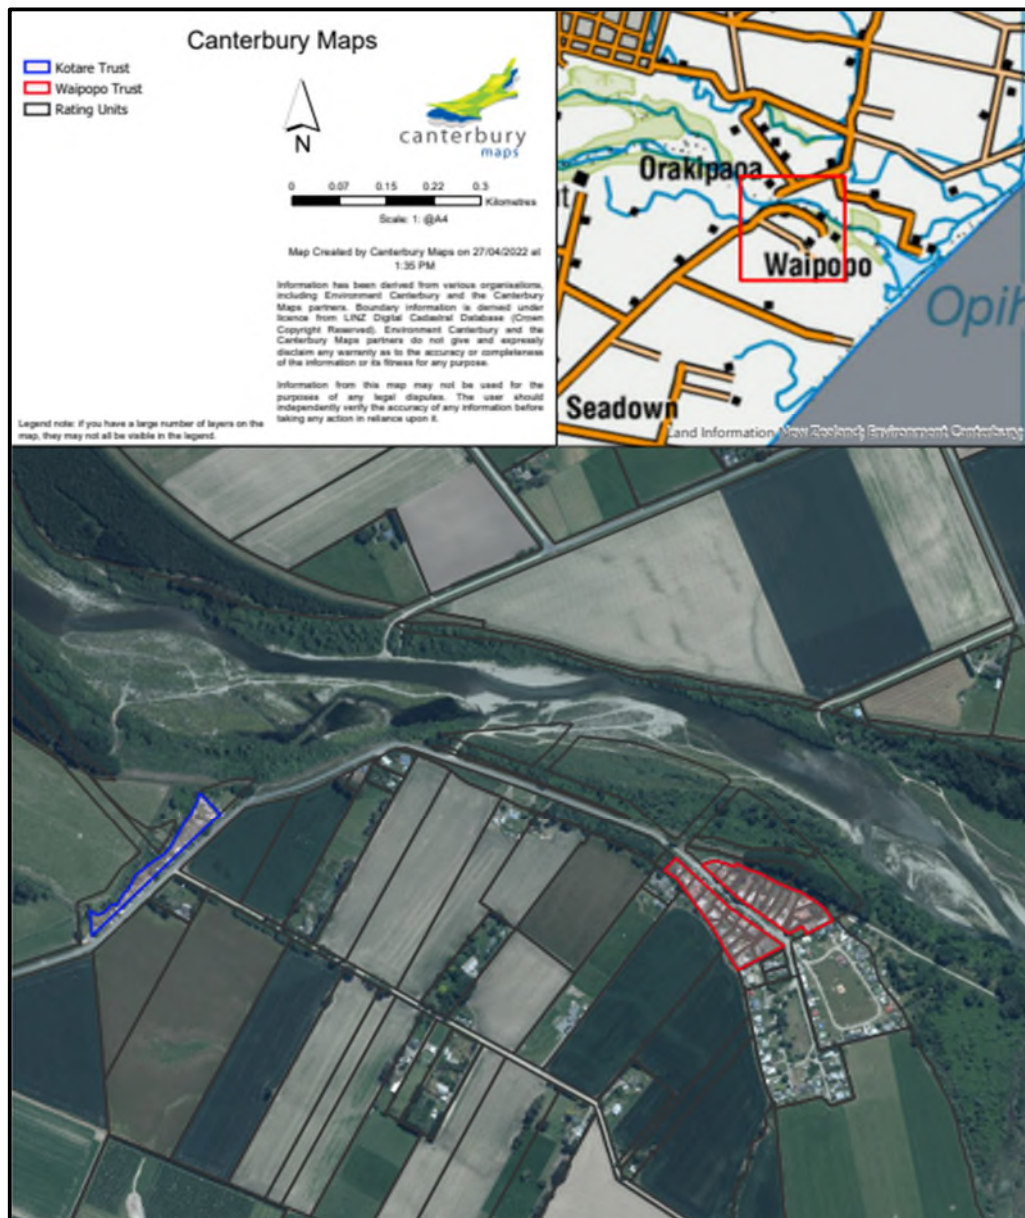 Canterbury Maps
Kotare Trust
Waipopo Trust
Rating Units
N
canterbury
maps
0 0.07 0.15 0.22 0.3
Kilometres
Scale: 1: @A4
Map Created by Canterbury Maps on 27/04/2022 at
1:35 PM
Information has been derived from various organisations,
including Environment Canterbury and the Canterbury
Maps partners. Boundary information is derived under
licence from LINZ Digital Cadastral Database (Crown
Copyright Reserved). Environment Canterbury and the
Canterbury Maps partners do not give and expressly
disclaim any warranty as to the accuracy or completeness
of the information or its fitness for any purpose.
Information from this map may not be used for the
purposes of any legal disputes. The user should
independently verify the accuracy of any information before
taking any action in reliance upon it.
Legend note: if you have a large number of layers on the
map, they may not all be visible in the legend.
Orakipaoa
Waipopo
Opih
Seadown
Land Information New Zealand; Environment Canterbury